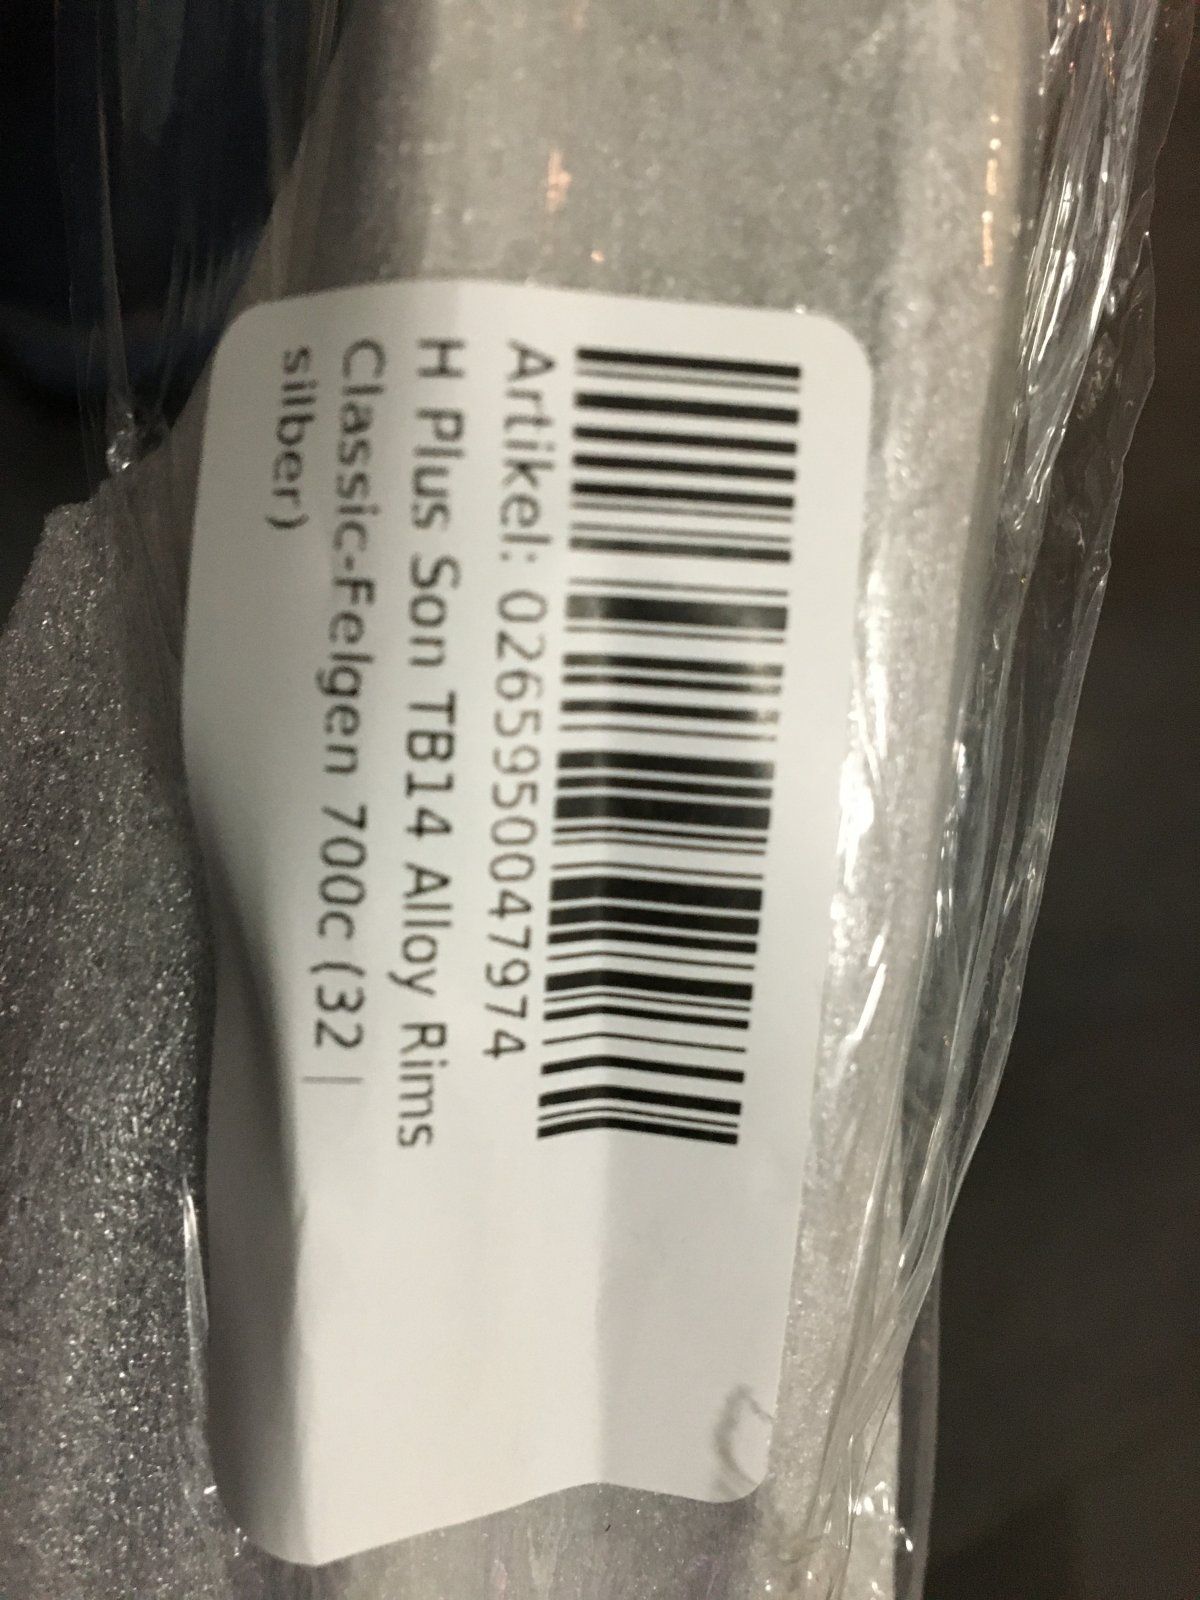 Artikel: 0265950047974
H Plus Son TB14 Alloy Rims
Classic-Felgen 700c (32 |
silber)